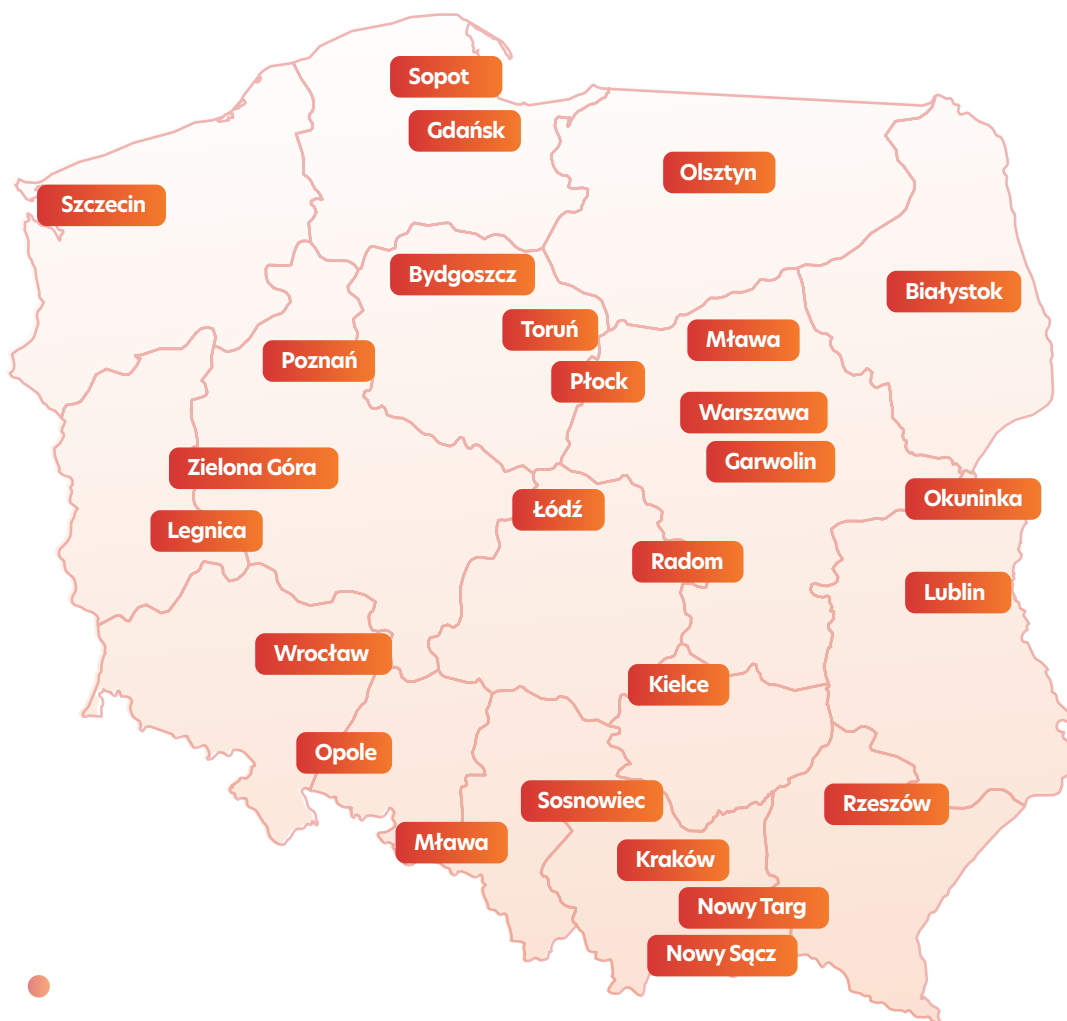 Sopot
Gdańsk
Olsztyn
Szczecin
Bydgoszcz
Białystok
Toruń
Mława
Poznań
Płock
Warszawa
Garwolin
Zielona Góra
Okuninka
Łódź
Legnica
Radom
Lublin
Wrocław
Kielce
Opole
Sosnowiec
Rzeszów
Mława
Kraków
Nowy Targ
Nowy Sącz